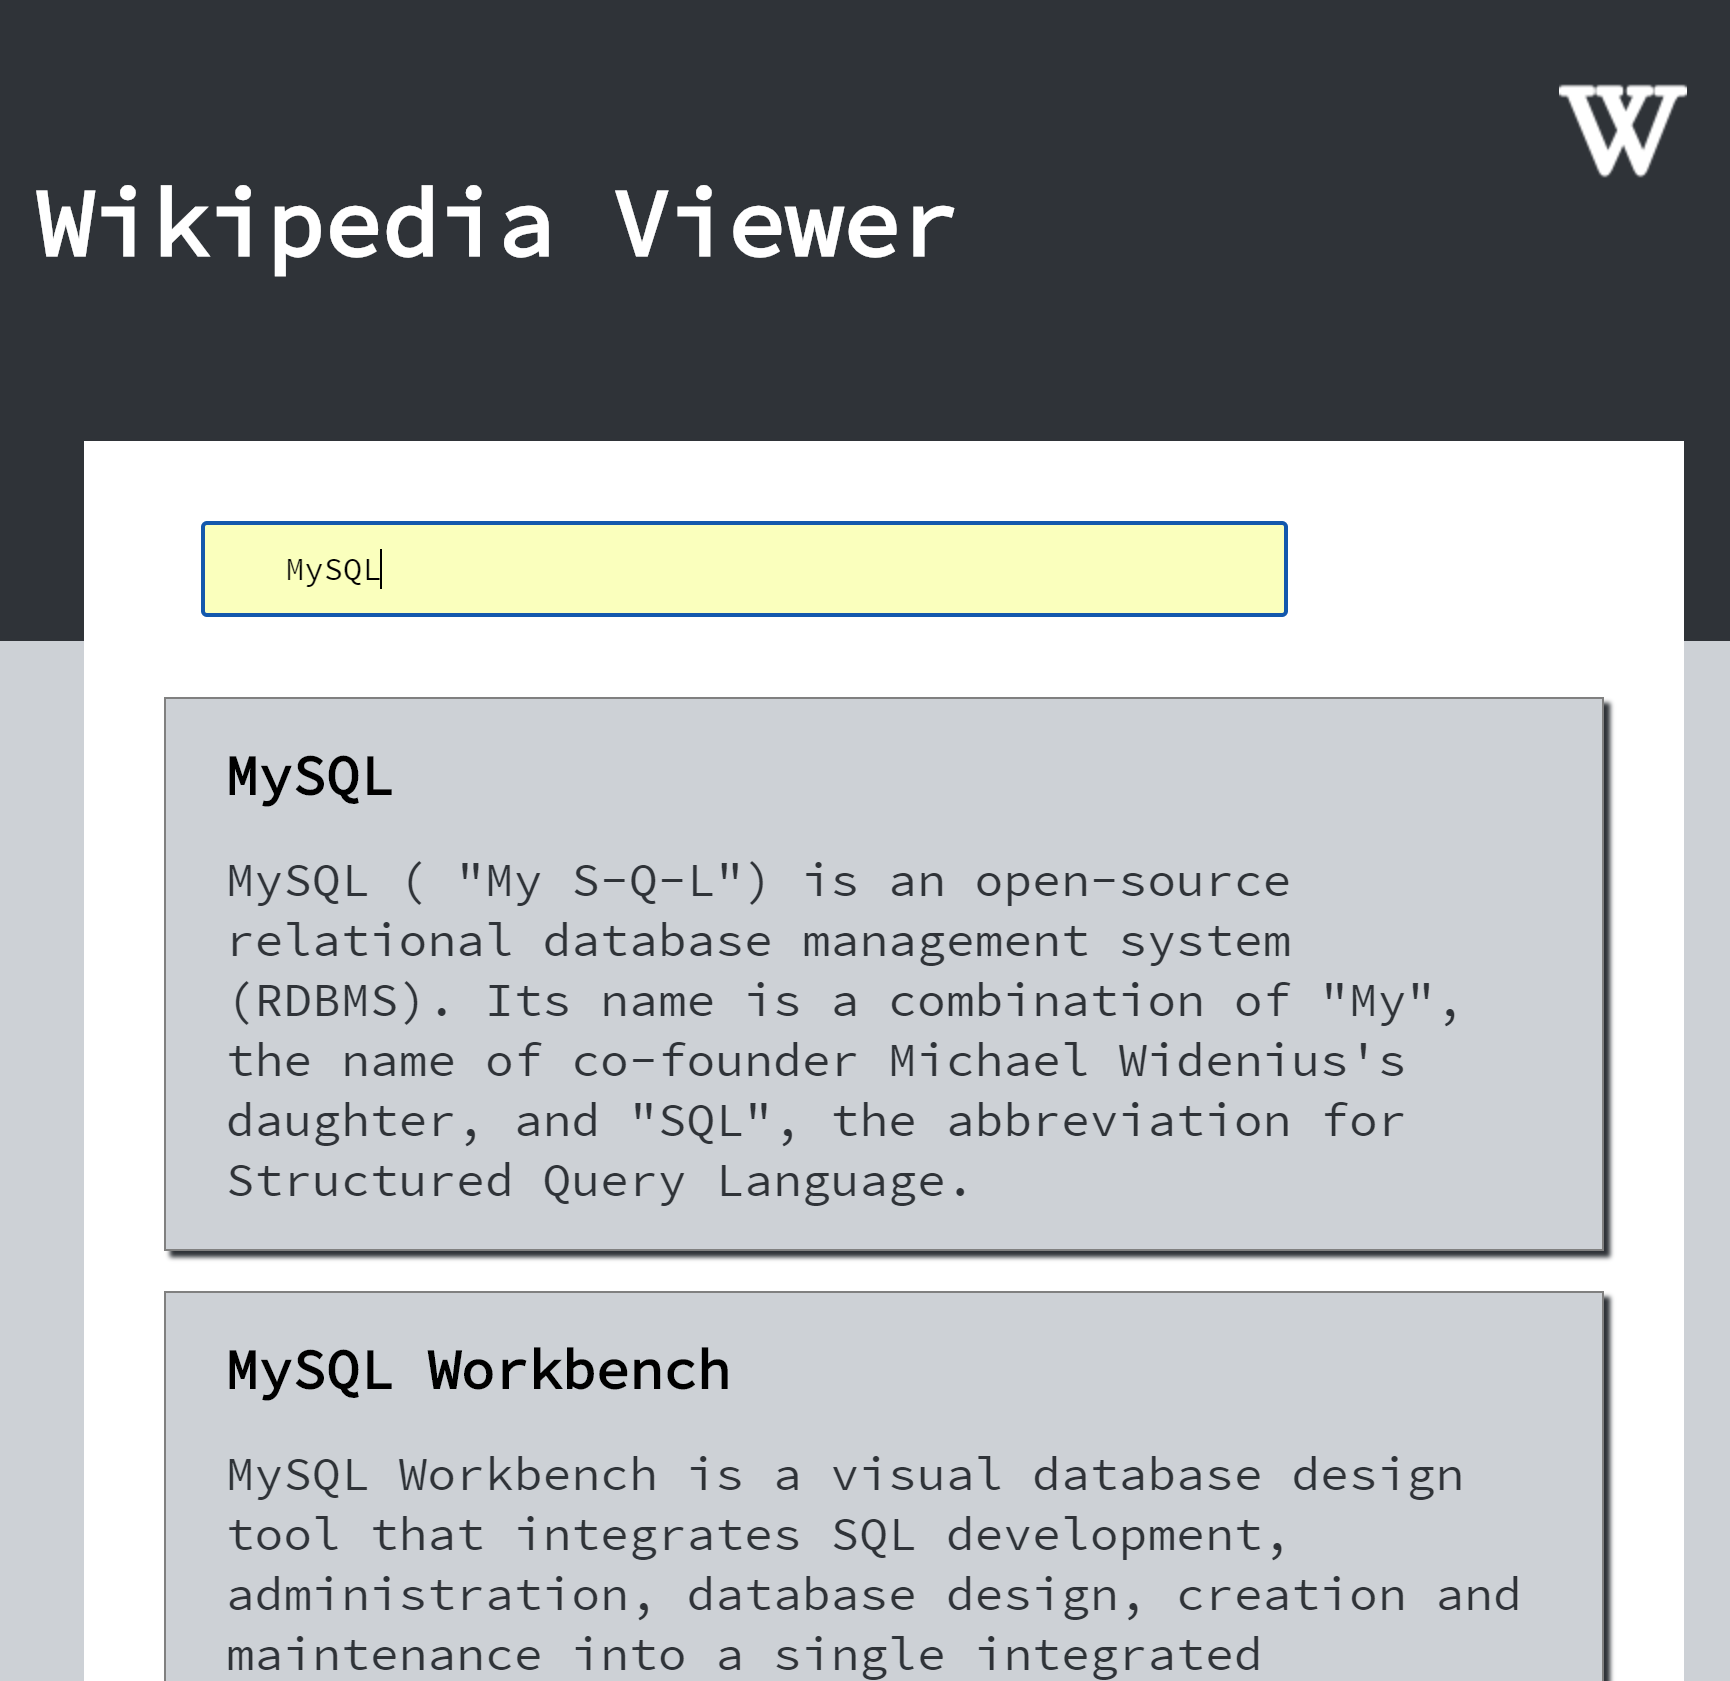 W
Wikipedia Viewer
MySQL
MySQL
MySQL ( "My S-Q-L") is an open-source
relational database management system
(RDBMS). Its name is a combination of "My",
the name of co-founder Michael Widenius's
daughter, and "SQL", the abbreviation for
Structured Query Language.
MySQL Workbench
MySQL Workbench is a visual database design
tool that integrates SQL development,
administration, database design, creation and
maintenance into a single integrated